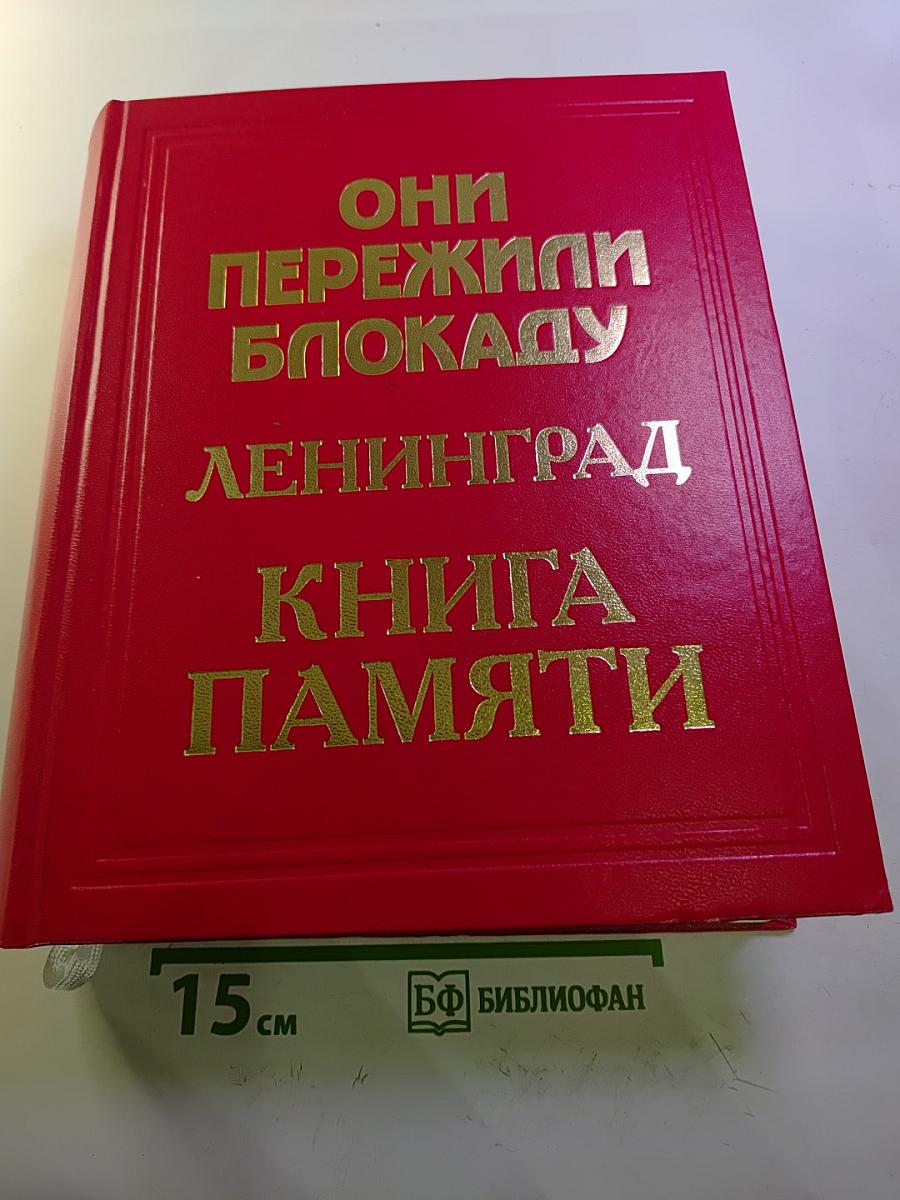 ОНИ
ПЕРЕЖИЛИ
БЛОКАДУ
ЛЕНИНГРАД
КНИГА
ПАМЯТИ
15 см
БФ БИБЛИОФАН